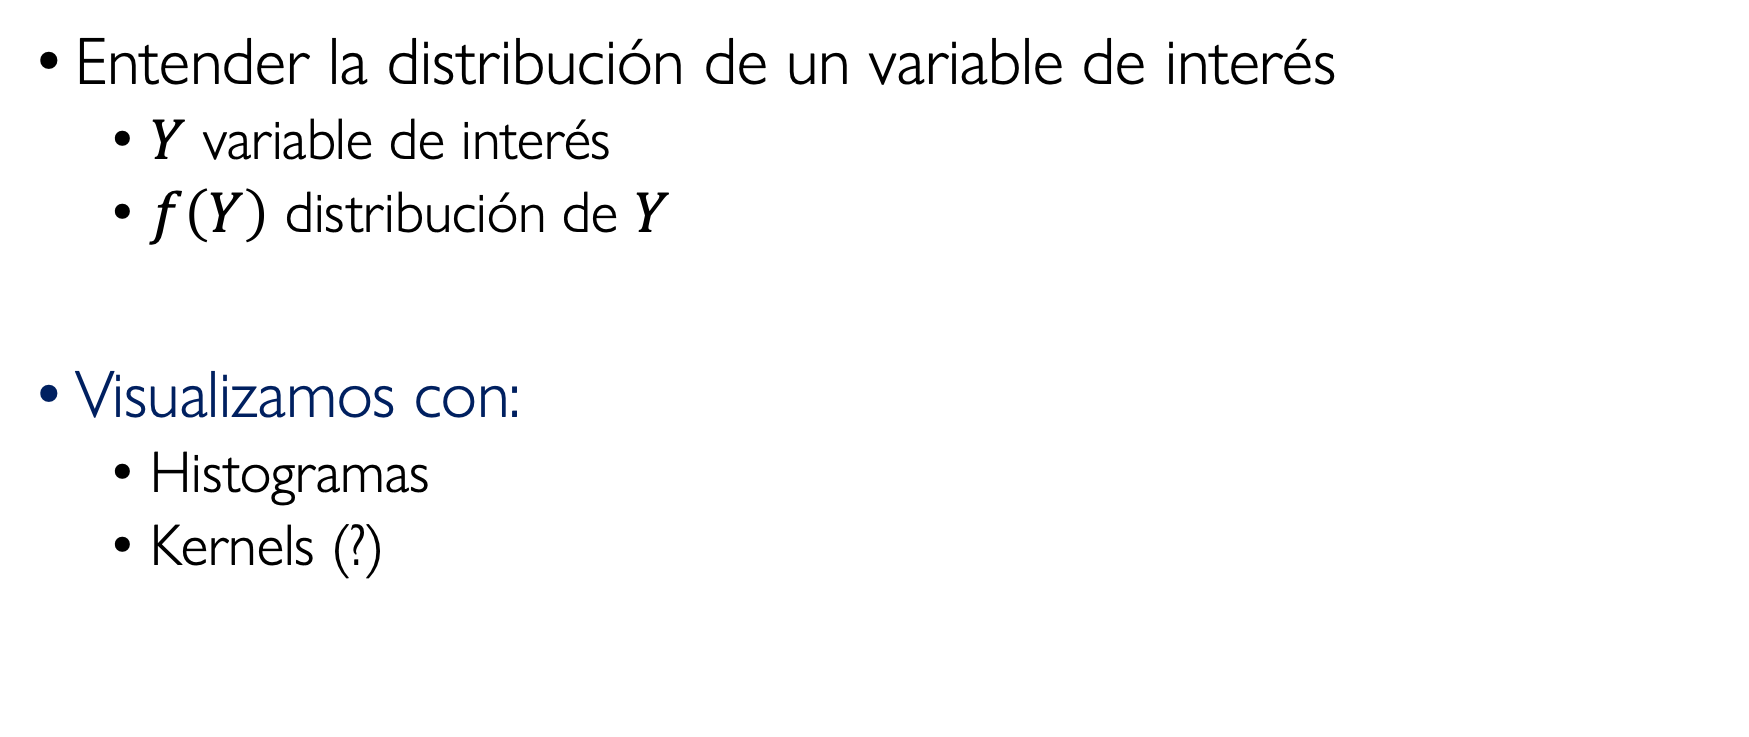 • Entender la distribución de un variable de interés
• Y variable de interés
• f(Y) distribución de Y
• Visualizamos con:
• Histogramas
• Kernels (?)